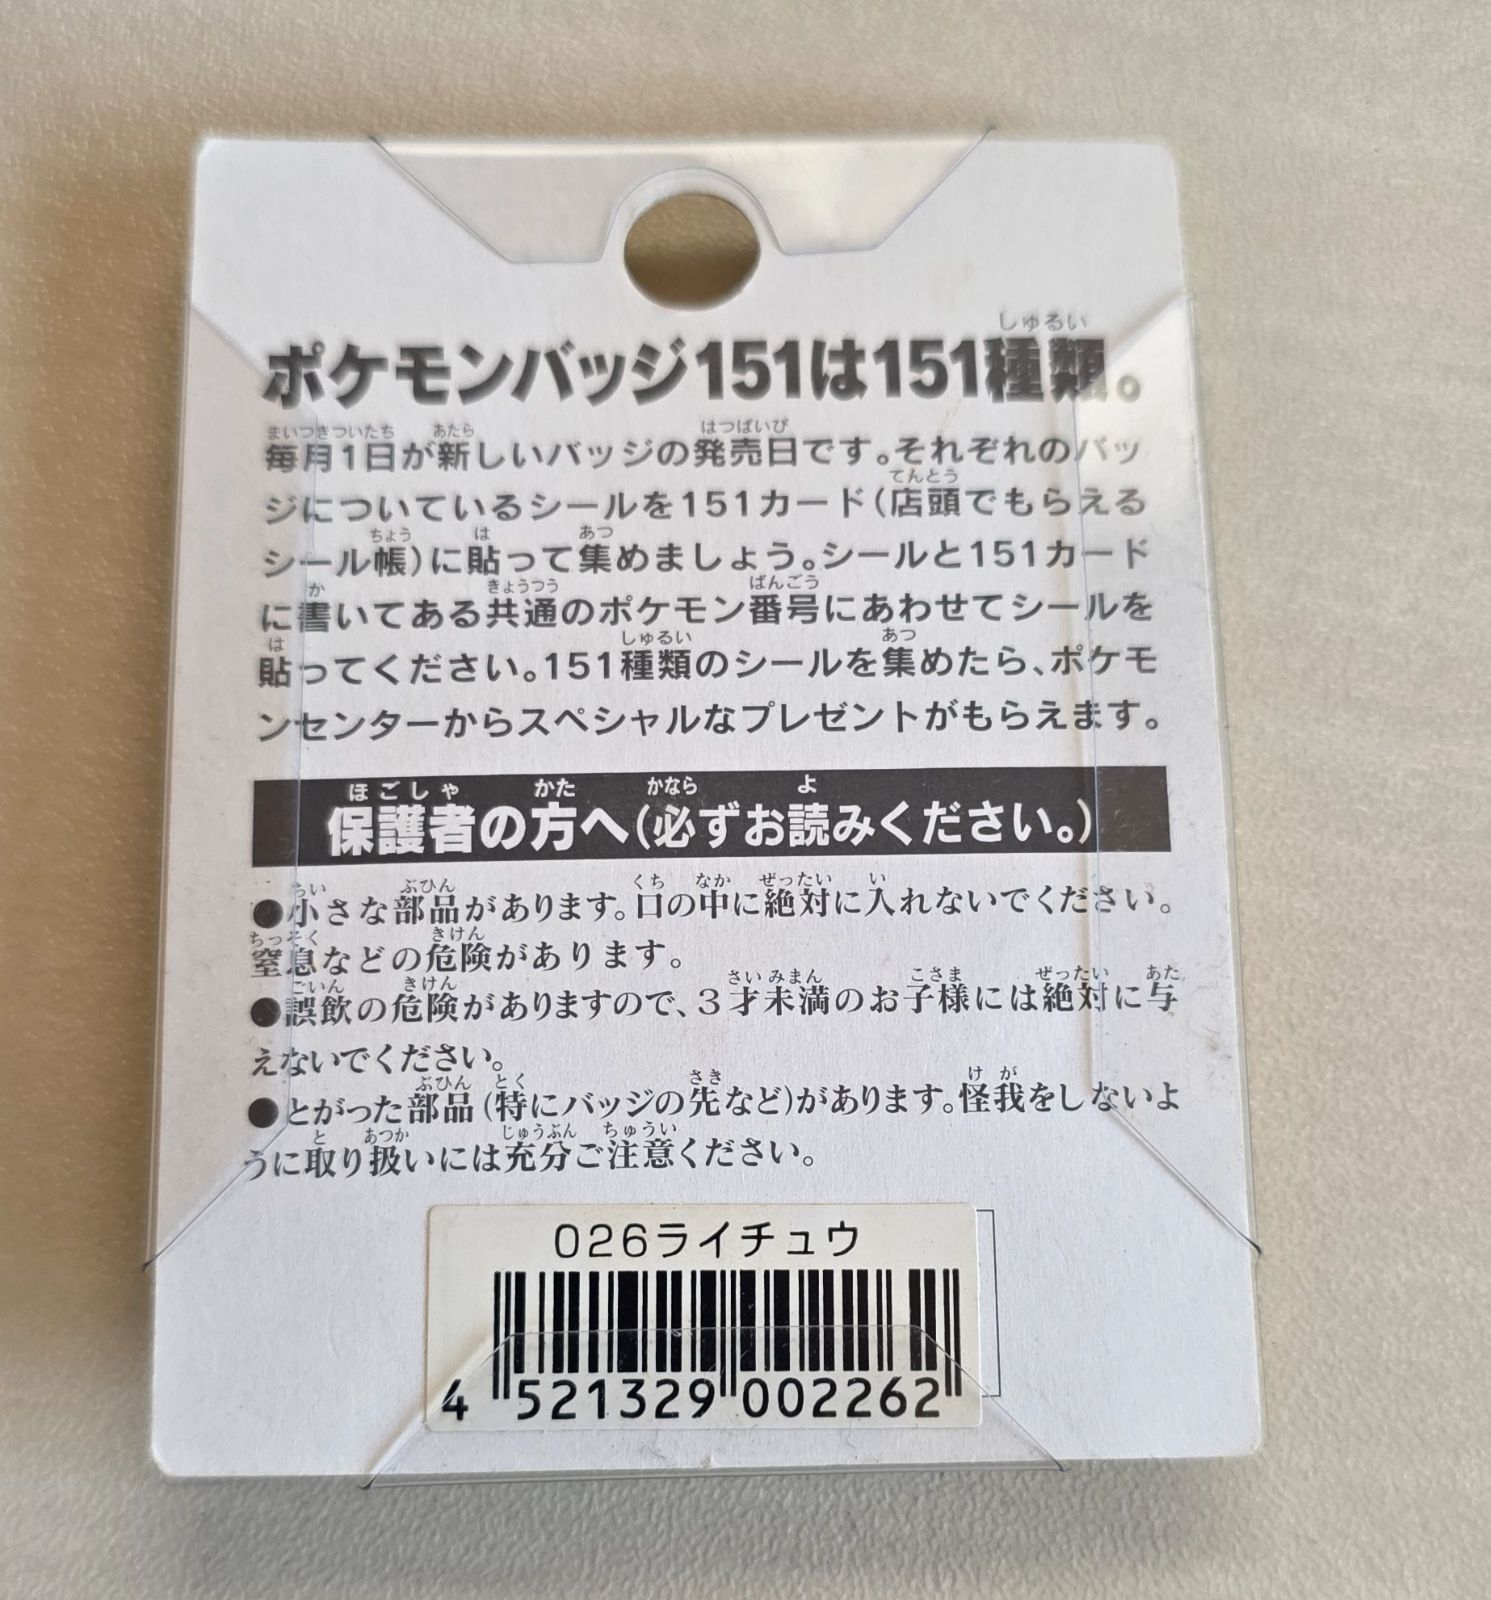 ポケモンバッジ151は151種類。
毎月1日が新しいバッジの発売日です。それぞれのバッ
ジについているシールを151カード(店頭でもらえる
シール帳)に貼って集めましょう。シールと151カード
に書いてある共通のポケモン番号にあわせてシールを
貼ってください。151種類のシールを集めたら、ポケモ
ンセンターからスペシャルなプレゼントがもらえます。
保護者の方へ(必ずお読みください。)
●小さな部品があります。口の中に絶対に入れないでください。
窒息などの危険があります。
●誤飲の危険がありますので、3才未満のお子様には絶対に与
えないでください。
●とがった部品(特にバッジの先など)があります。怪我をしないよ
うに取り扱いには充分ご注意ください。
026ライチュウ
4 521329 002262